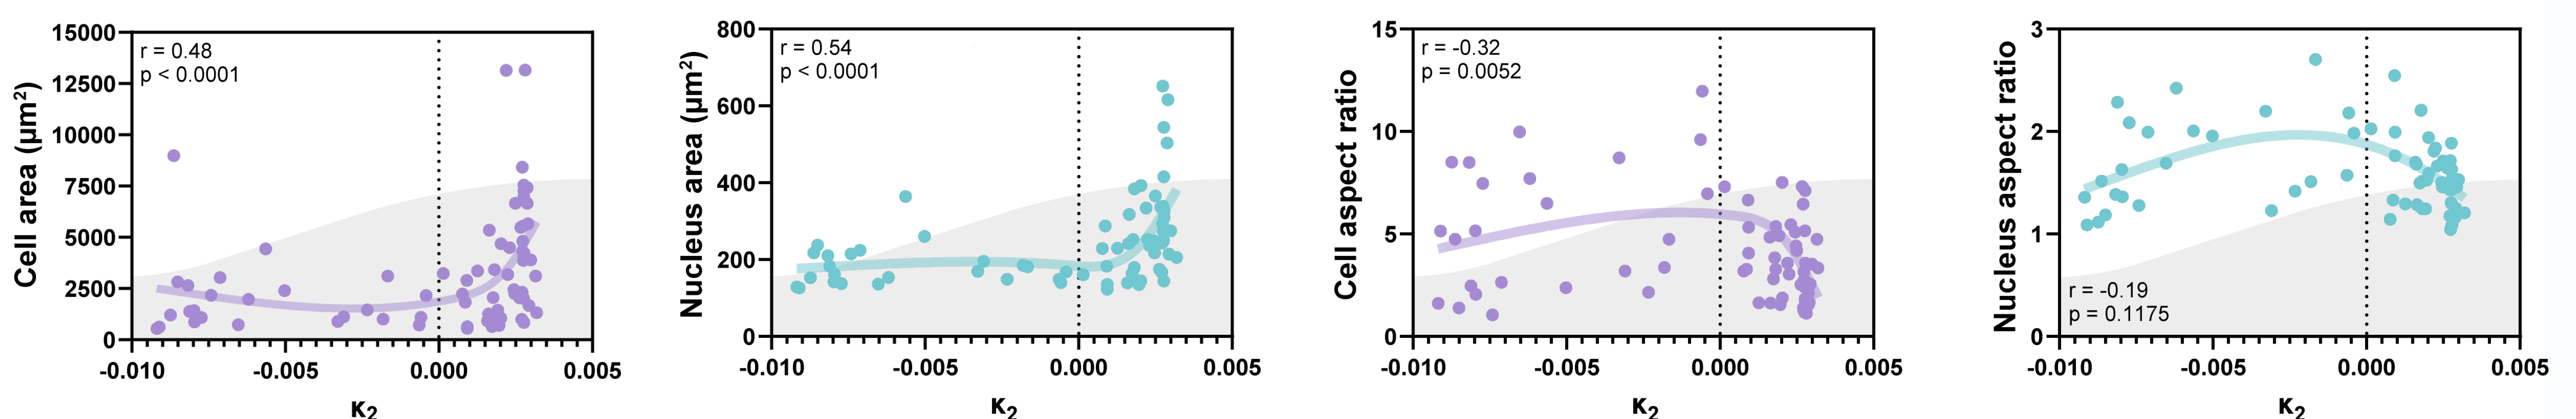 Cell area (µm²)
15000
12500
10000
7500
5000
2500
0
r = 0.48
p < 0.0001
-0.010
-0.005
0.000
0.005
κ₂
Nucleus area (µm²)
800
600
400
200
0
r = 0.54
p < 0.0001
-0.010
-0.005
0.000
0.005
κ₂
Cell aspect ratio
15
10
5
0
r = -0.32
p = 0.0052
-0.010
-0.005
0.000
0.005
κ₂
Nucleus aspect ratio
3
2
1
0
r = -0.19
p = 0.1175
-0.010
-0.005
0.000
0.005
κ₂